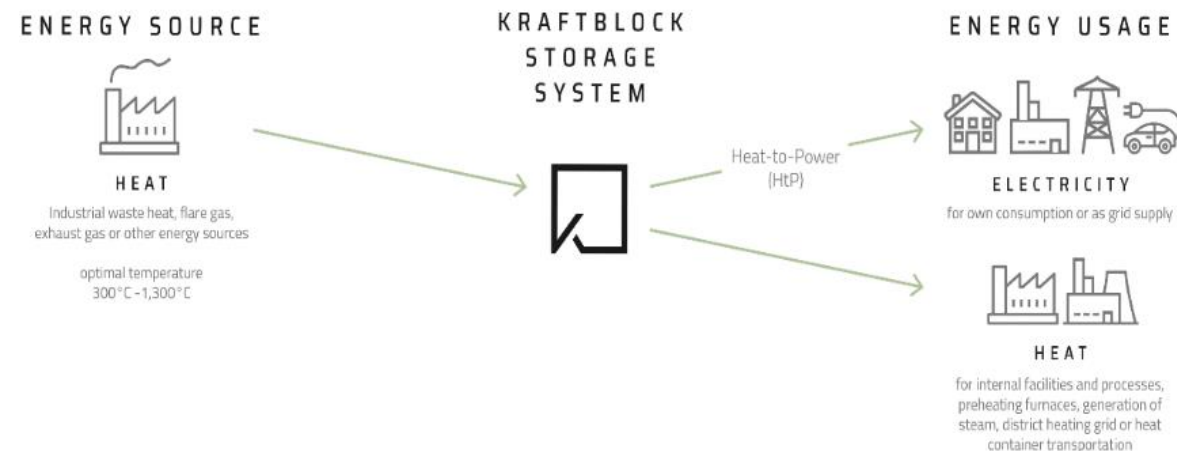 ENERGY SOURCE
HEAT
Industrial waste heat, flare gas,
exhaust gas or other energy sources
optimal temperature
300°C -1,300°C
KRAFTBLOCK
STORAGE
SYSTEM
Heat-to-Power
(HtP)
ENERGY USAGE
ELECTRICITY
for own consumption or as grid supply
HEAT
for internal facilities and processes,
preheating furnaces, generation of
steam, district heating grid or heat
container transportation